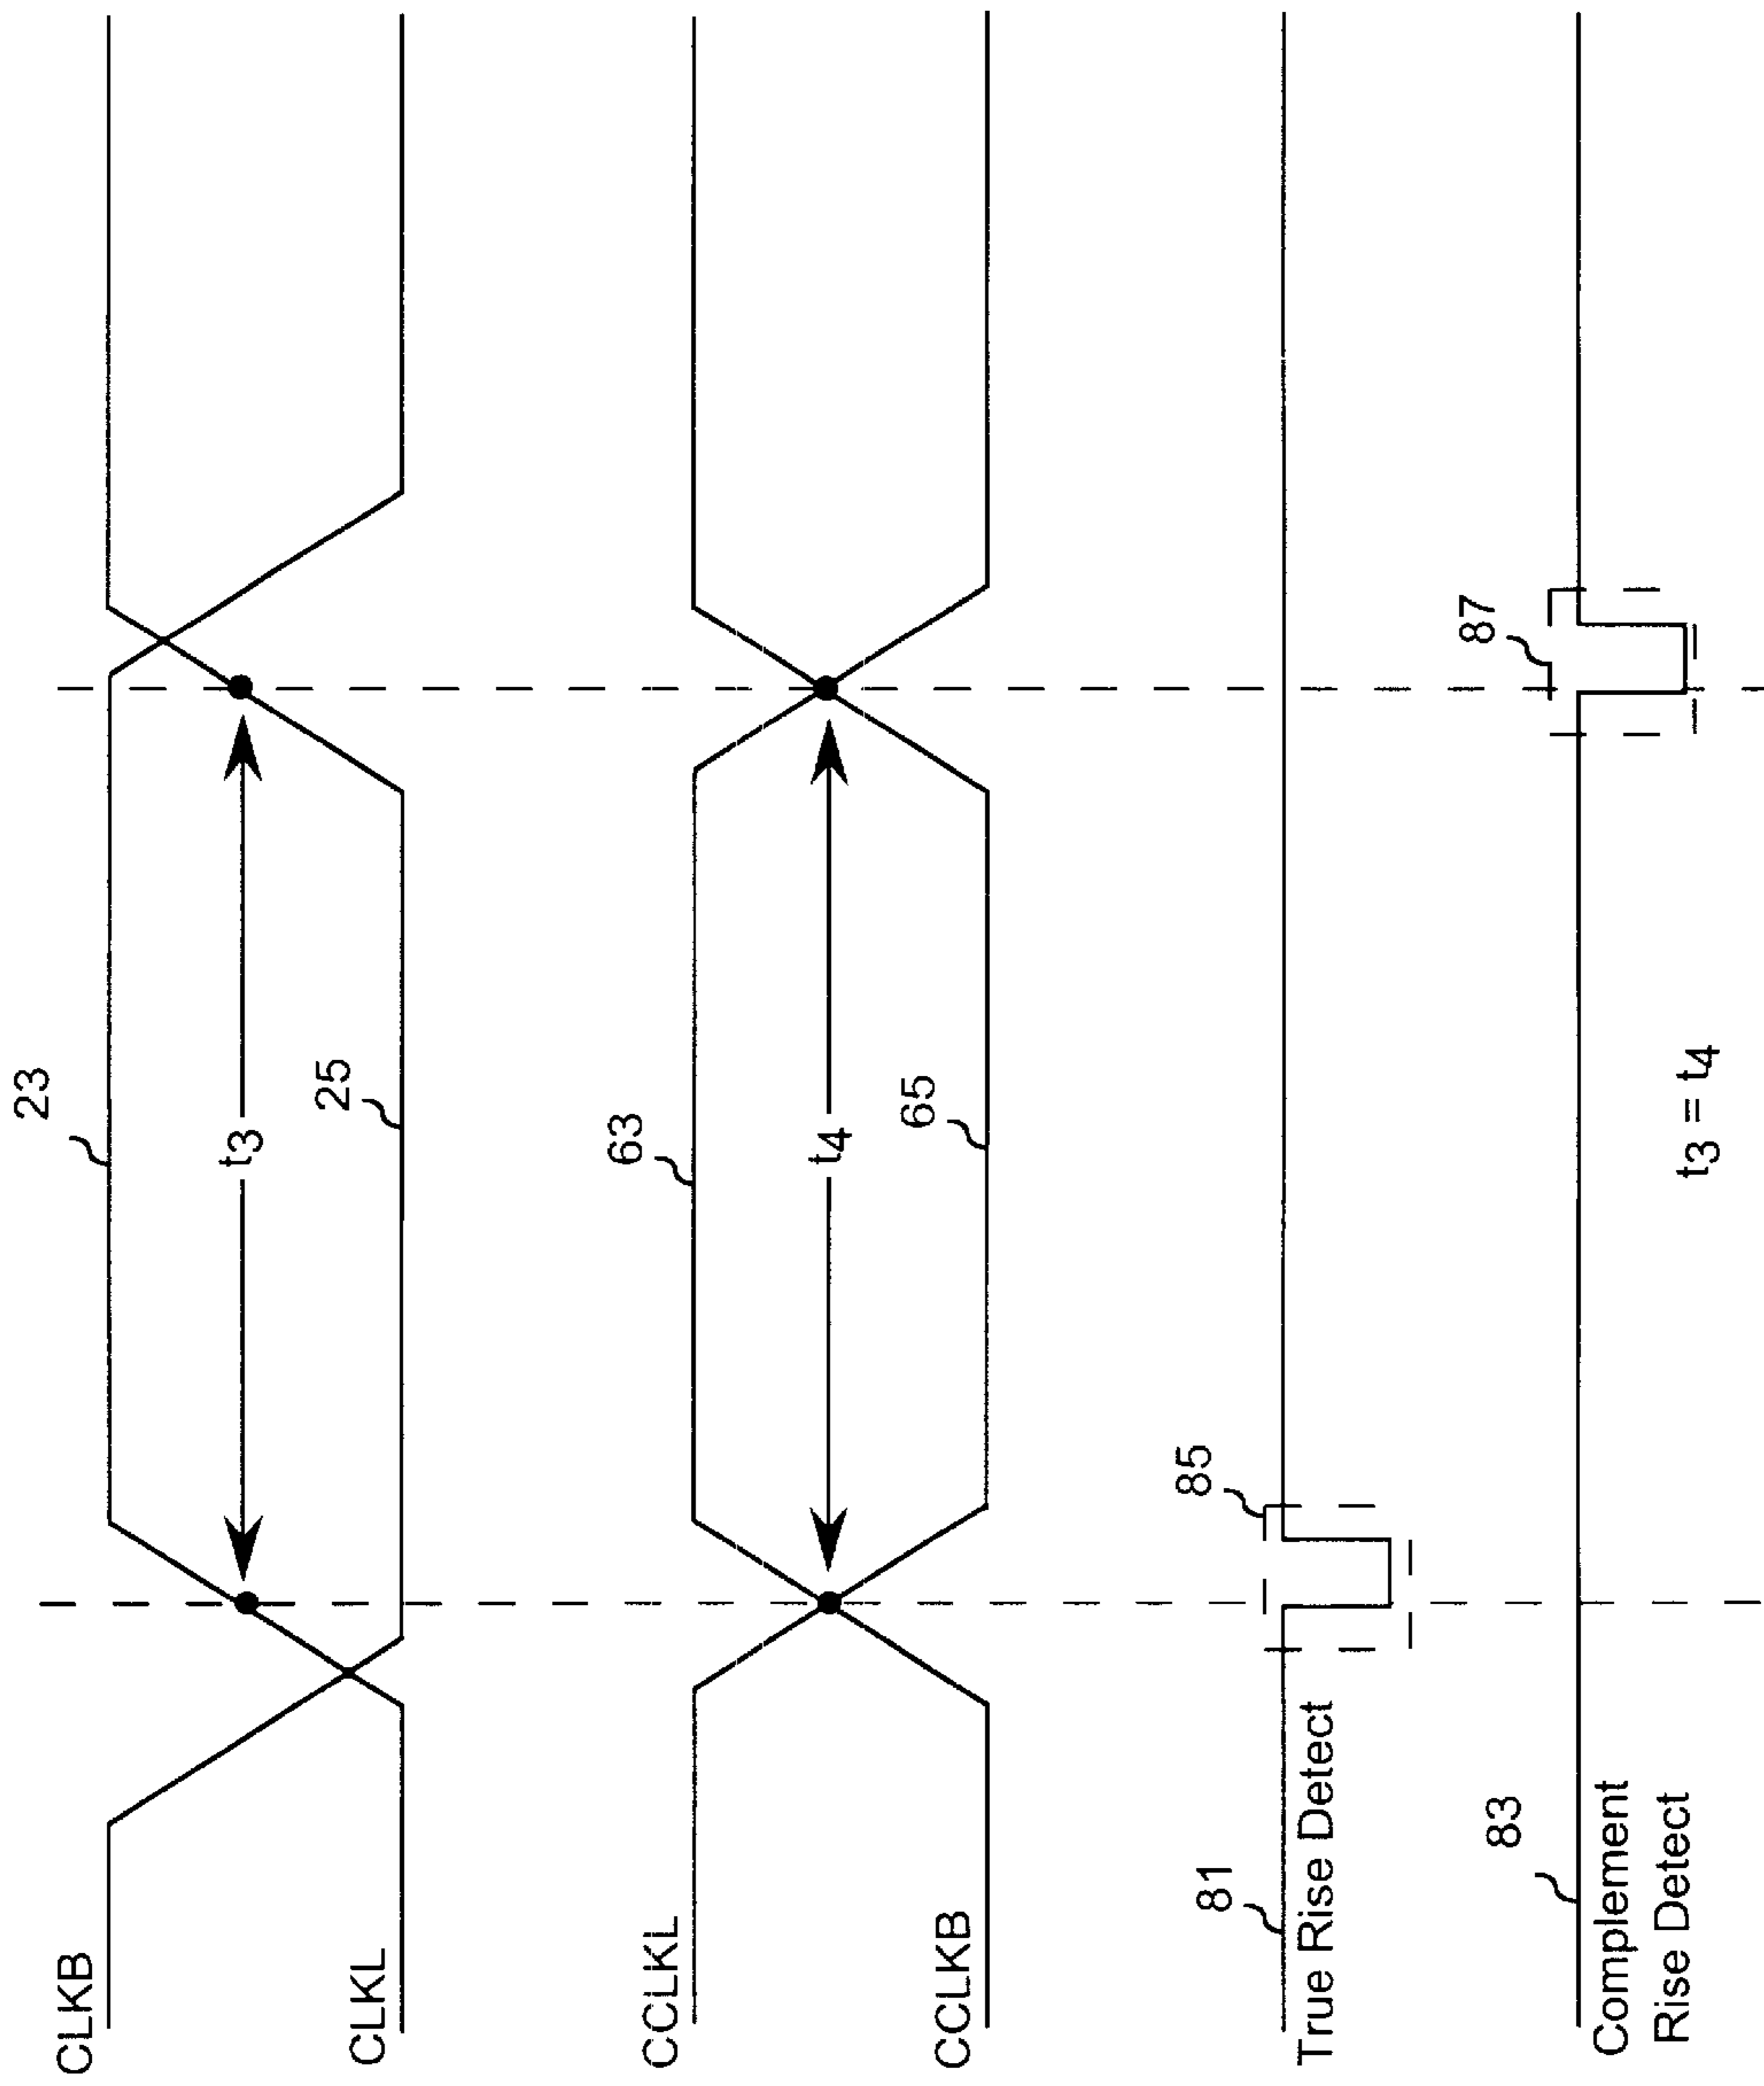 CLKB
23
t3
CLKL
25
CCLKL
63
t4
CCLKB
65
81
True Rise Detect
85
83
Complement
Rise Detect
87
t3 = t4